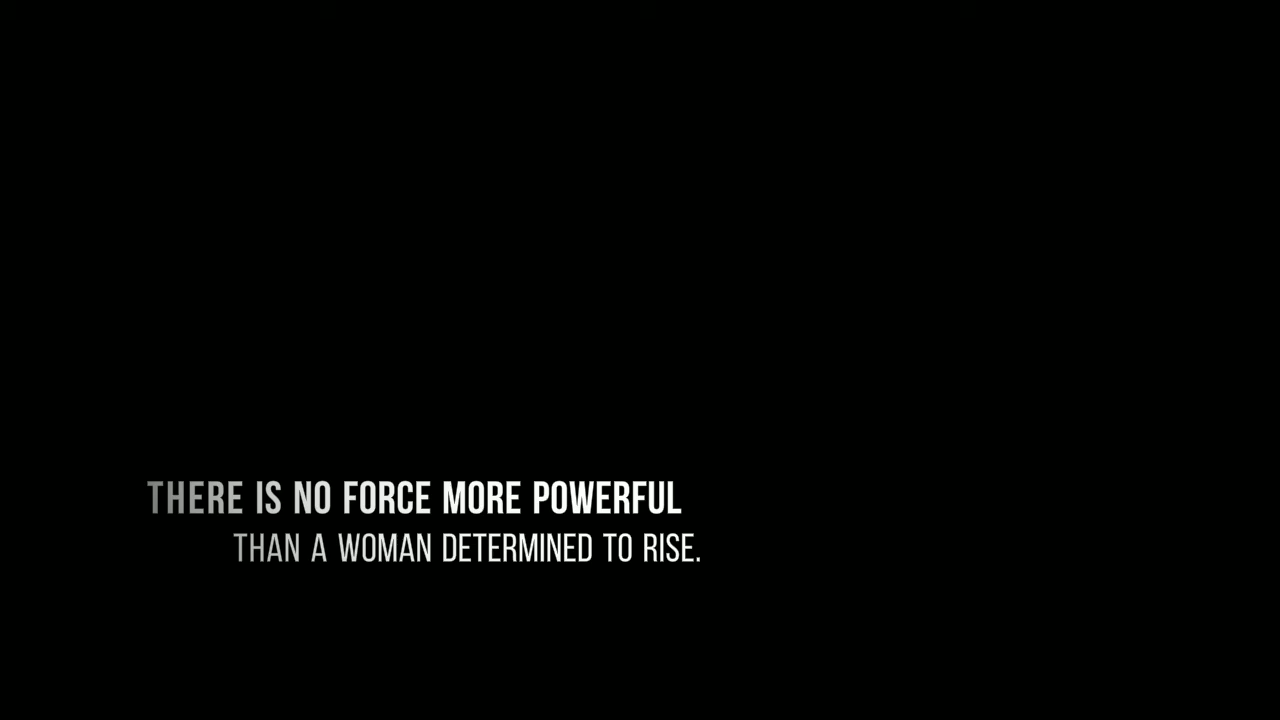 THERE IS NO FORCE MORE POWERFUL
THAN A WOMAN DETERMINED TO RISE.